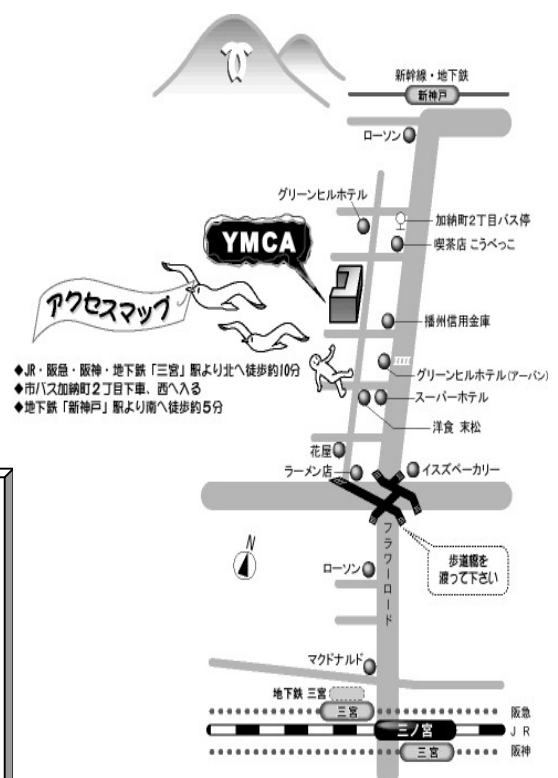 新幹線・地下鉄
新神戸
ローソン
グリーンヒルホテル
加納町2丁目バス停
喫茶店 こうべっこ
YMCA
アクセスマップ
播州信用金庫
◆JR・阪急・阪神・地下鉄「三宮」駅より北へ徒歩約10分
◆市バス加納町2丁目下車、西へ入る
◆地下鉄「新神戸」駅より南へ徒歩約5分
グリーンヒルホテル(アーバン)
スーパーホテル
洋食 末松
花屋
ラーメン店
イスズベーカリー
フラワーロード
N
歩道橋を
渡って下さい
ローソン
マクドナルド
地下鉄 三宮
三宮
阪急
三ノ宮
JR
三宮
阪神